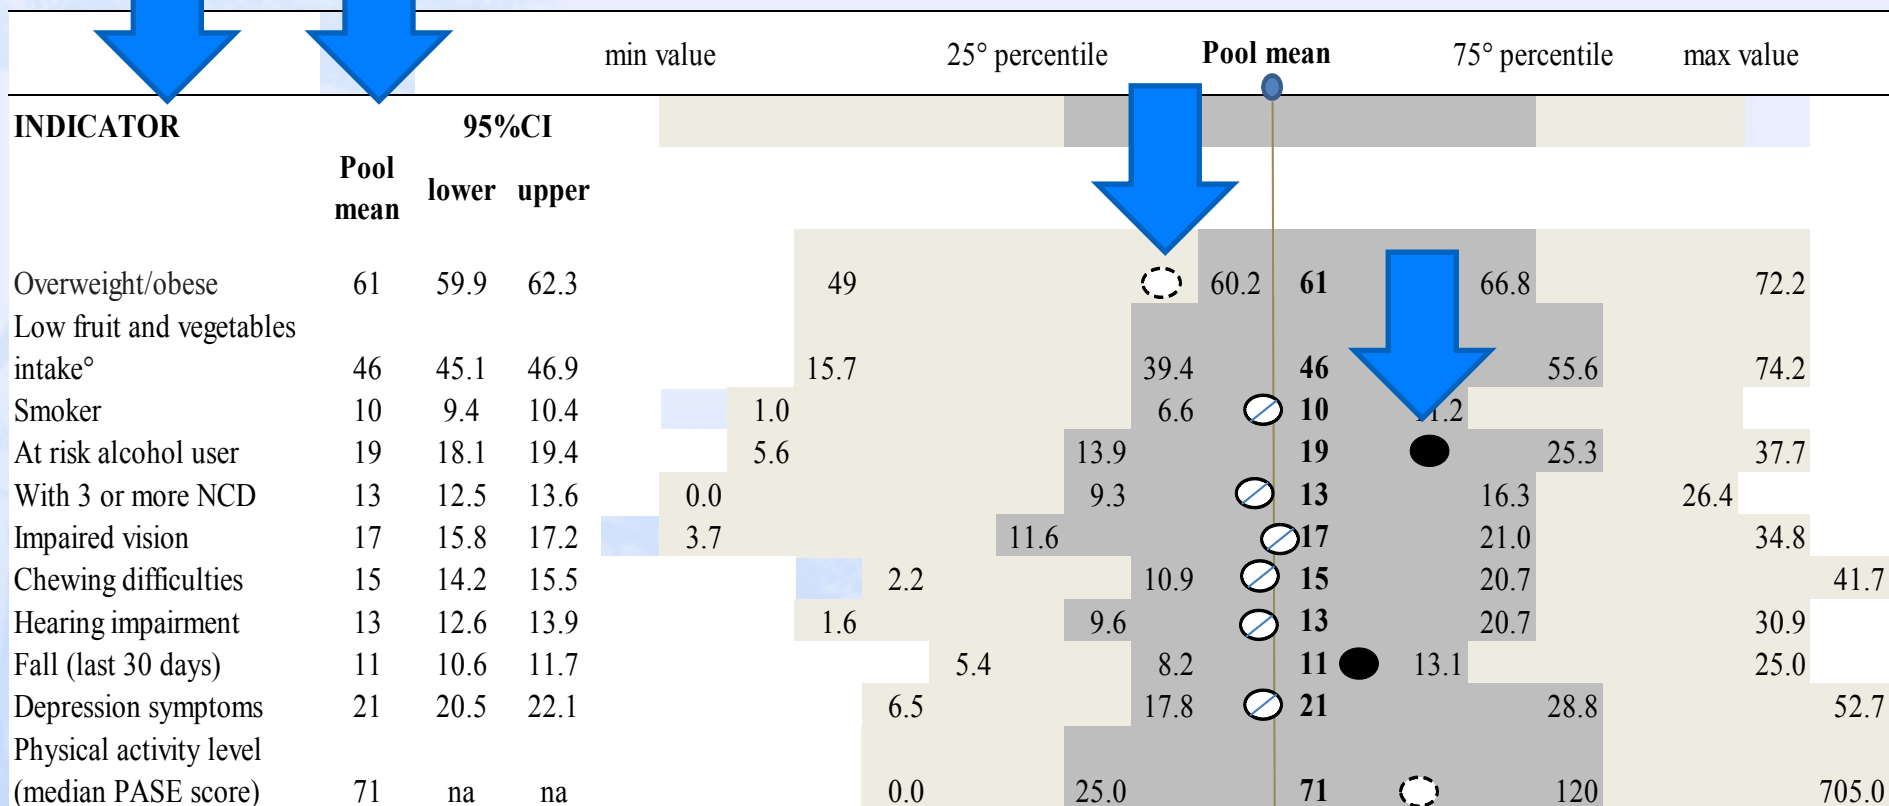 min value 25° percentile Pool mean 75° percentile max value
INDICATOR 95%CI
Pool mean lower upper
Overweight/obese 61 59.9 62.3 49 60.2 61 66.8 72.2
Low fruit and vegetables
intake° 46 45.1 46.9 15.7 39.4 46 55.6 74.2
Smoker 10 9.4 10.4 1.0 6.6 10
At risk alcohol user 19 18.1 19.4 5.6 13.9 19 25.3 37.7
With 3 or more NCD 13 12.5 13.6 0.0 9.3 13 16.3 26.4
Impaired vision 17 15.8 17.2 3.7 11.6 17 21.0 34.8
Chewing difficulties 15 14.2 15.5 2.2 10.9 15 20.7 41.7
Hearing impairment 13 12.6 13.9 1.6 9.6 13 20.7 30.9
Fall (last 30 days) 11 10.6 11.7 5.4 8.2 11 13.1 25.0
Depression symptoms 21 20.5 22.1 6.5 17.8 21 28.8 52.7
Physical activity level
(median PASE score) 71 na na 0.0 25.0 71 120 705.0